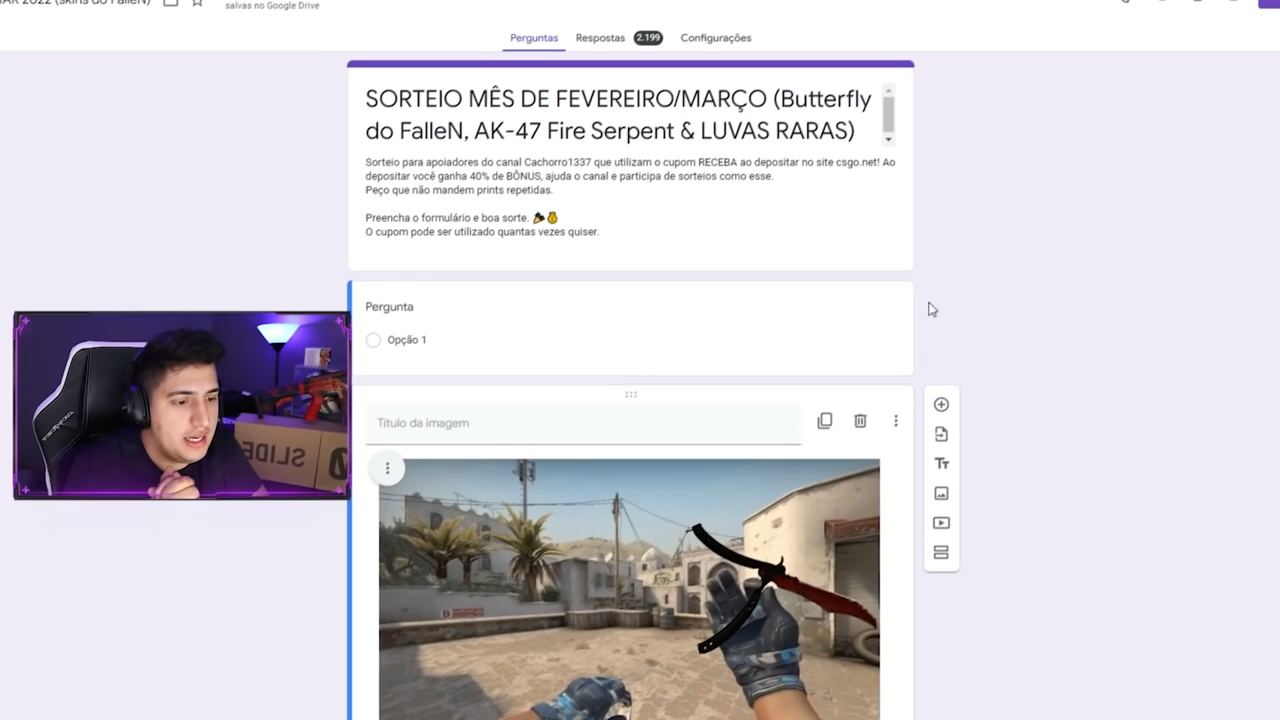 salvas no Google Drive
Perguntas Respostas 2.199 Configurações
SORTEIO MÊS DE FEVEREIRO/MARÇO (Butterfly
do FalleN, AK-47 Fire Serpent & LUVAS RARAS)
Sorteio para apoiadores do canal Cachorro1337 que utilizam o cupom RECEBA ao depositar no site csgo.net! Ao
depositar você ganha 40% de BÔNUS, ajuda o canal e participa de sorteios como esse.
Peço que não mandem prints repetidas.
Preencha o formulário e boa sorte.
O cupom pode ser utilizado quantas vezes quiser.
Pergunta
Opção 1
Título da imagem
Tt
SLIDE